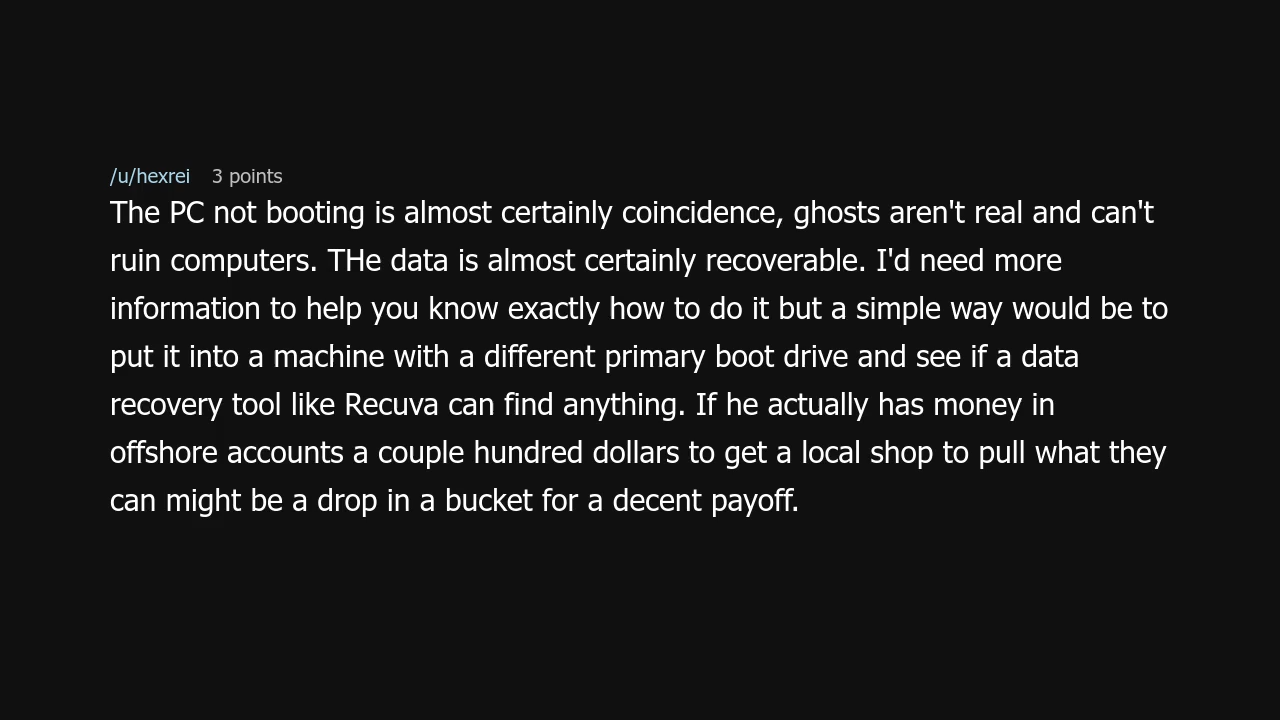 /u/hexrei 3 points
The PC not booting is almost certainly coincidence, ghosts aren't real and can't
ruin computers. THe data is almost certainly recoverable. I'd need more
information to help you know exactly how to do it but a simple way would be to
put it into a machine with a different primary boot drive and see if a data
recovery tool like Recuva can find anything. If he actually has money in
offshore accounts a couple hundred dollars to get a local shop to pull what they
can might be a drop in a bucket for a decent payoff.